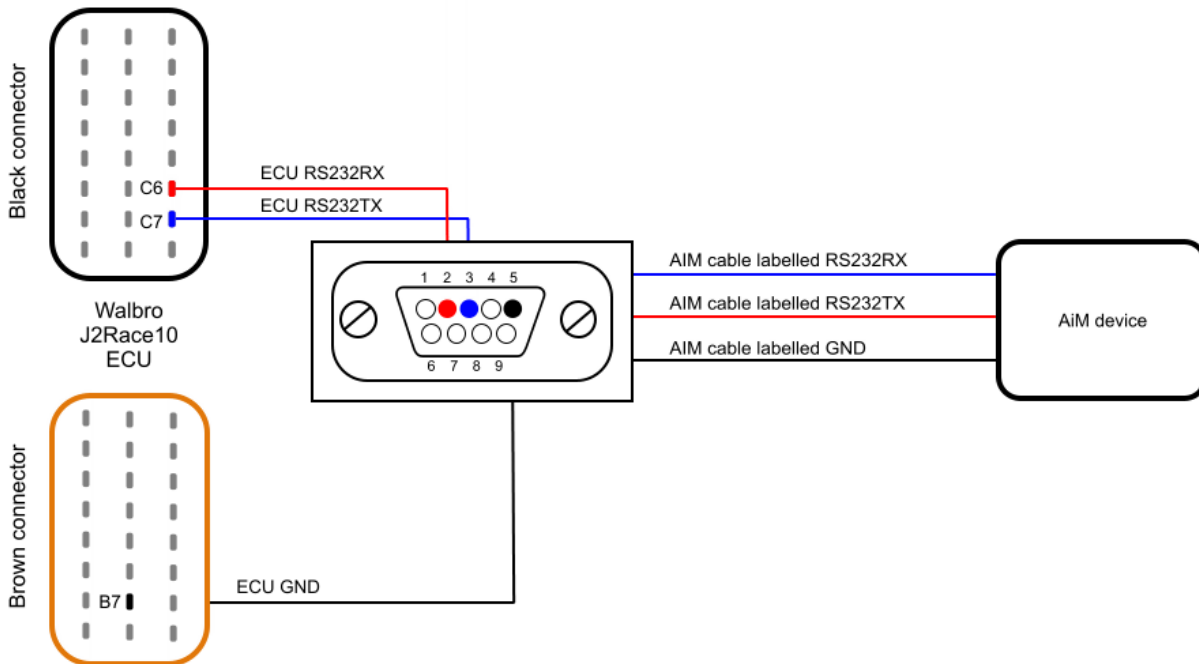 Black connector
C6
C7
ECU RS232RX
ECU RS232TX
Walbro
J2Race10
ECU
1 2 3 4 5
6 7 8 9
AIM cable labelled RS232RX
AIM cable labelled RS232TX
AIM cable labelled GND
AiM device
Brown connector
B7
ECU GND